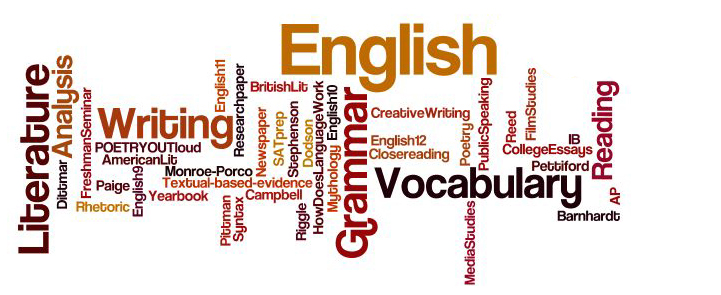 English
Literature
Analysis
FreshmanSeminar
Dittmar
Writing
POETRYOUTloud
AmericanLit
Paige
Rhetoric
English9
Yearbook
Monroe-Porco
Textual-based-evidence
English11
Researchpaper
BritishLit
Newspaper
SATprep
Stephenson
Dodson
HowDoesLanguageWork
English10
Mythology
Grammar
Pittman
Syntax
Campbell
Riggle
CreativeWriting
English12
Closereading
Poetry
PublicSpeaking
Reed
FilmStudies
IB
CollegeEssays
Pettiford
Vocabulary
Reading
AP
Barnhardt
MediaStudies